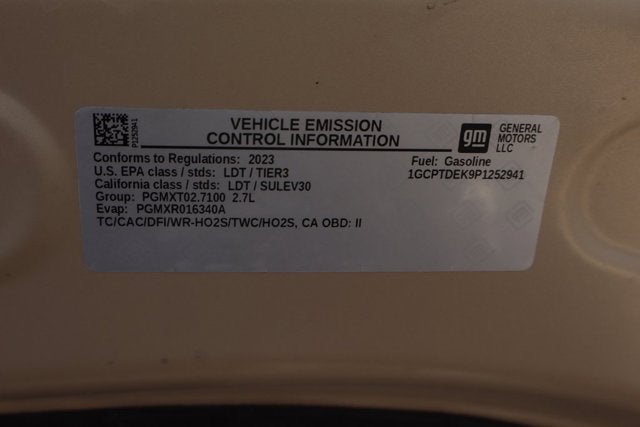 P1252941
VEHICLE EMISSION
CONTROL INFORMATION
gm
GENERAL
MOTORS
LLC
Conforms to Regulations: 2023
U.S. EPA class / stds: LDT / TIER3
California class / stds: LDT / SULEV30
Group: PGMXT02.7100 2.7L
Evap: PGMXR016340A
TC/CAC/DFI/WR-HO2S/TWC/HO2S, CA OBD: II
Fuel: Gasoline
1GCPTDEK9P1252941